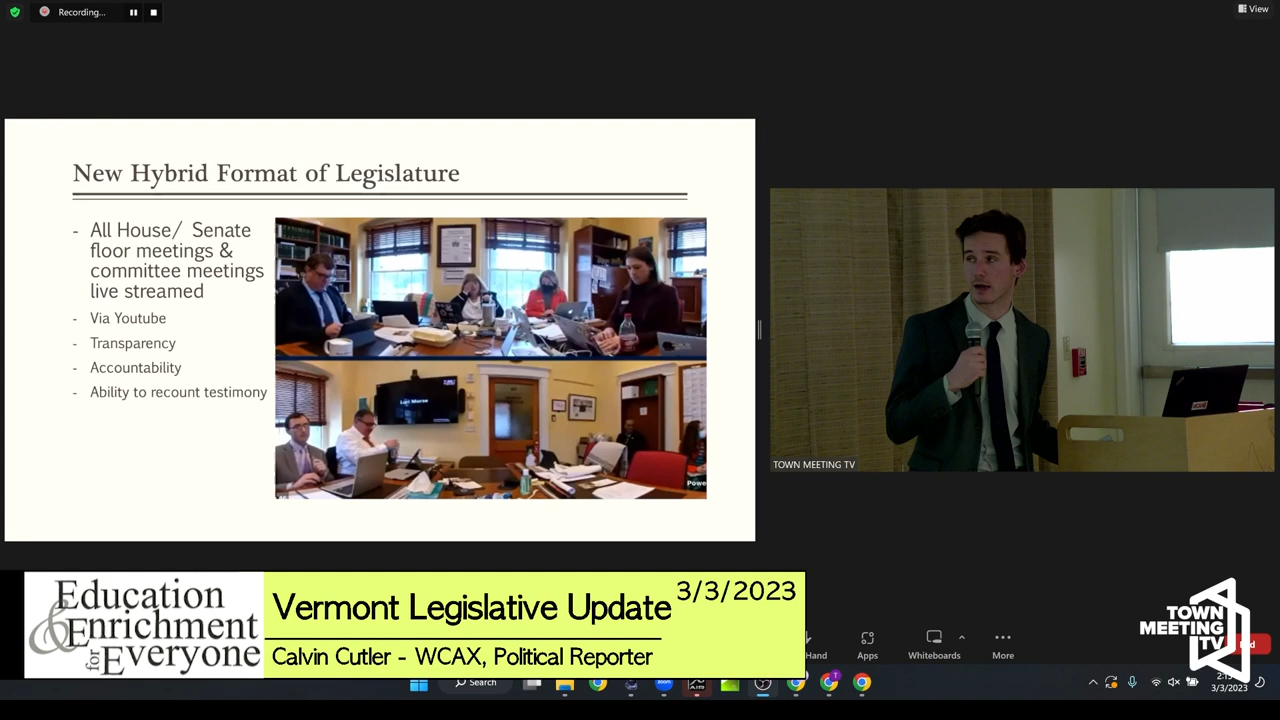 Recording...
View
New Hybrid Format of Legislature
- All House/ Senate
floor meetings &
committee meetings
live streamed
- Via Youtube
- Transparency
- Accountability
- Ability to recount testimony
TOWN MEETING TV
Education
& Enrichment
for Everyone
Vermont Legislative Update
3/3/2023
Calvin Cutler - WCAX, Political Reporter
Hand
Apps
Whiteboards
More
TOWN
MEETING
TV
Search
zoom
3/3/2023